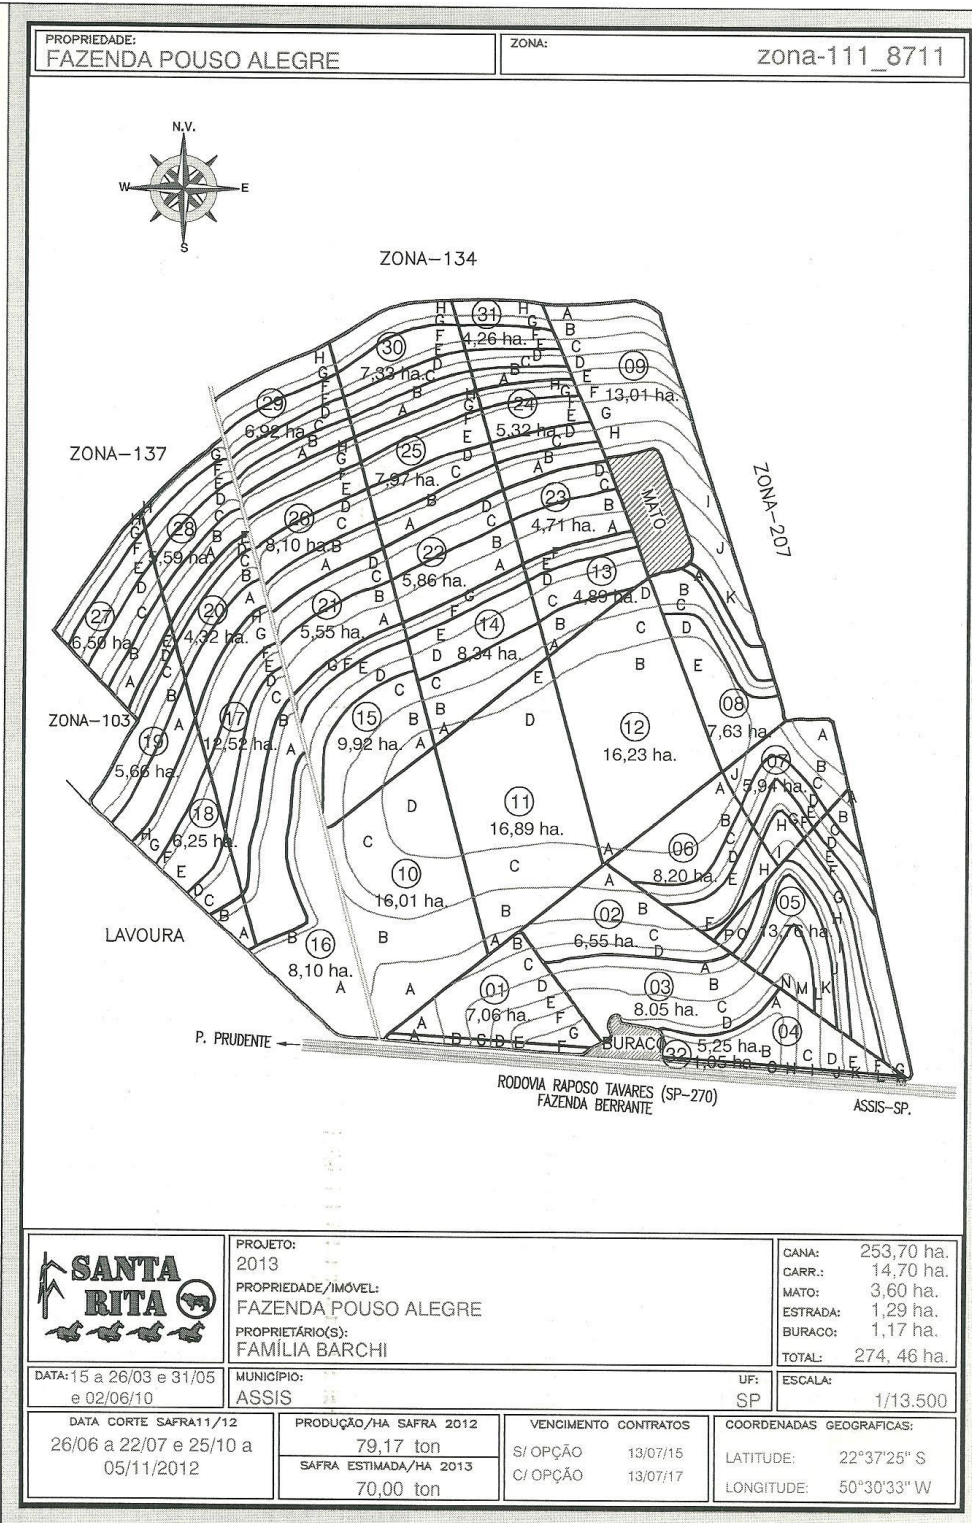 PROPRIEDADE:
FAZENDA POUSO ALEGRE
ZONA:
zona-111_8711
N.V.
W E
S
ZONA-134
ZONA-137
ZONA-207
ZONA-103
LAVOURA
MATO
BURACO
31
4,26 ha.
30
7,33 ha.
09
13,01 ha.
29
6,92 ha.
24
5,32 ha.
25
7,97 ha.
23
4,71 ha.
28
5,59 ha.
26
8,10 ha.
22
5,86 ha.
13
4,89 ha.
27
6,50 ha.
20
4,32 ha.
21
5,55 ha.
14
8,34 ha.
08
7,63 ha.
19
5,66 ha.
17
12,52 ha.
15
9,92 ha.
12
16,23 ha.
07
5,94 ha.
18
6,25 ha.
11
16,89 ha.
06
8,20 ha.
10
16,01 ha.
05
13,76 ha.
02
6,55 ha.
16
8,10 ha.
01
7,06 ha.
03
8.05 ha.
04
5,25 ha.
32
1,05 ha.
P. PRUDENTE
RODOVIA RAPOSO TAVARES (SP-270)
FAZENDA BERRANTE
ASSIS-SP.
SANTA
RITA
PROJETO:
2013
PROPRIEDADE/IMÓVEL:
FAZENDA POUSO ALEGRE
PROPRIETÁRIO(S):
FAMÍLIA BARCHI
CANA: 253,70 ha.
CARR.: 14,70 ha.
MATO: 3,60 ha.
ESTRADA: 1,29 ha.
BURACO: 1,17 ha.
TOTAL: 274, 46 ha.
DATA: 15 a 26/03 e 31/05
e 02/06/10
MUNICÍPIO:
ASSIS
UF:
SP
ESCALA:
1/13.500
DATA CORTE SAFRA11/12
26/06 a 22/07 e 25/10 a
05/11/2012
PRODUÇÃO/HA SAFRA 2012
79,17 ton
SAFRA ESTIMADA/HA 2013
70,00 ton
VENCIMENTO CONTRATOS
S/ OPÇÃO 13/07/15
C/ OPÇÃO 13/07/17
COORDENADAS GEOGRAFICAS:
LATITUDE: 22°37'25" S
LONGITUDE: 50°30'33" W